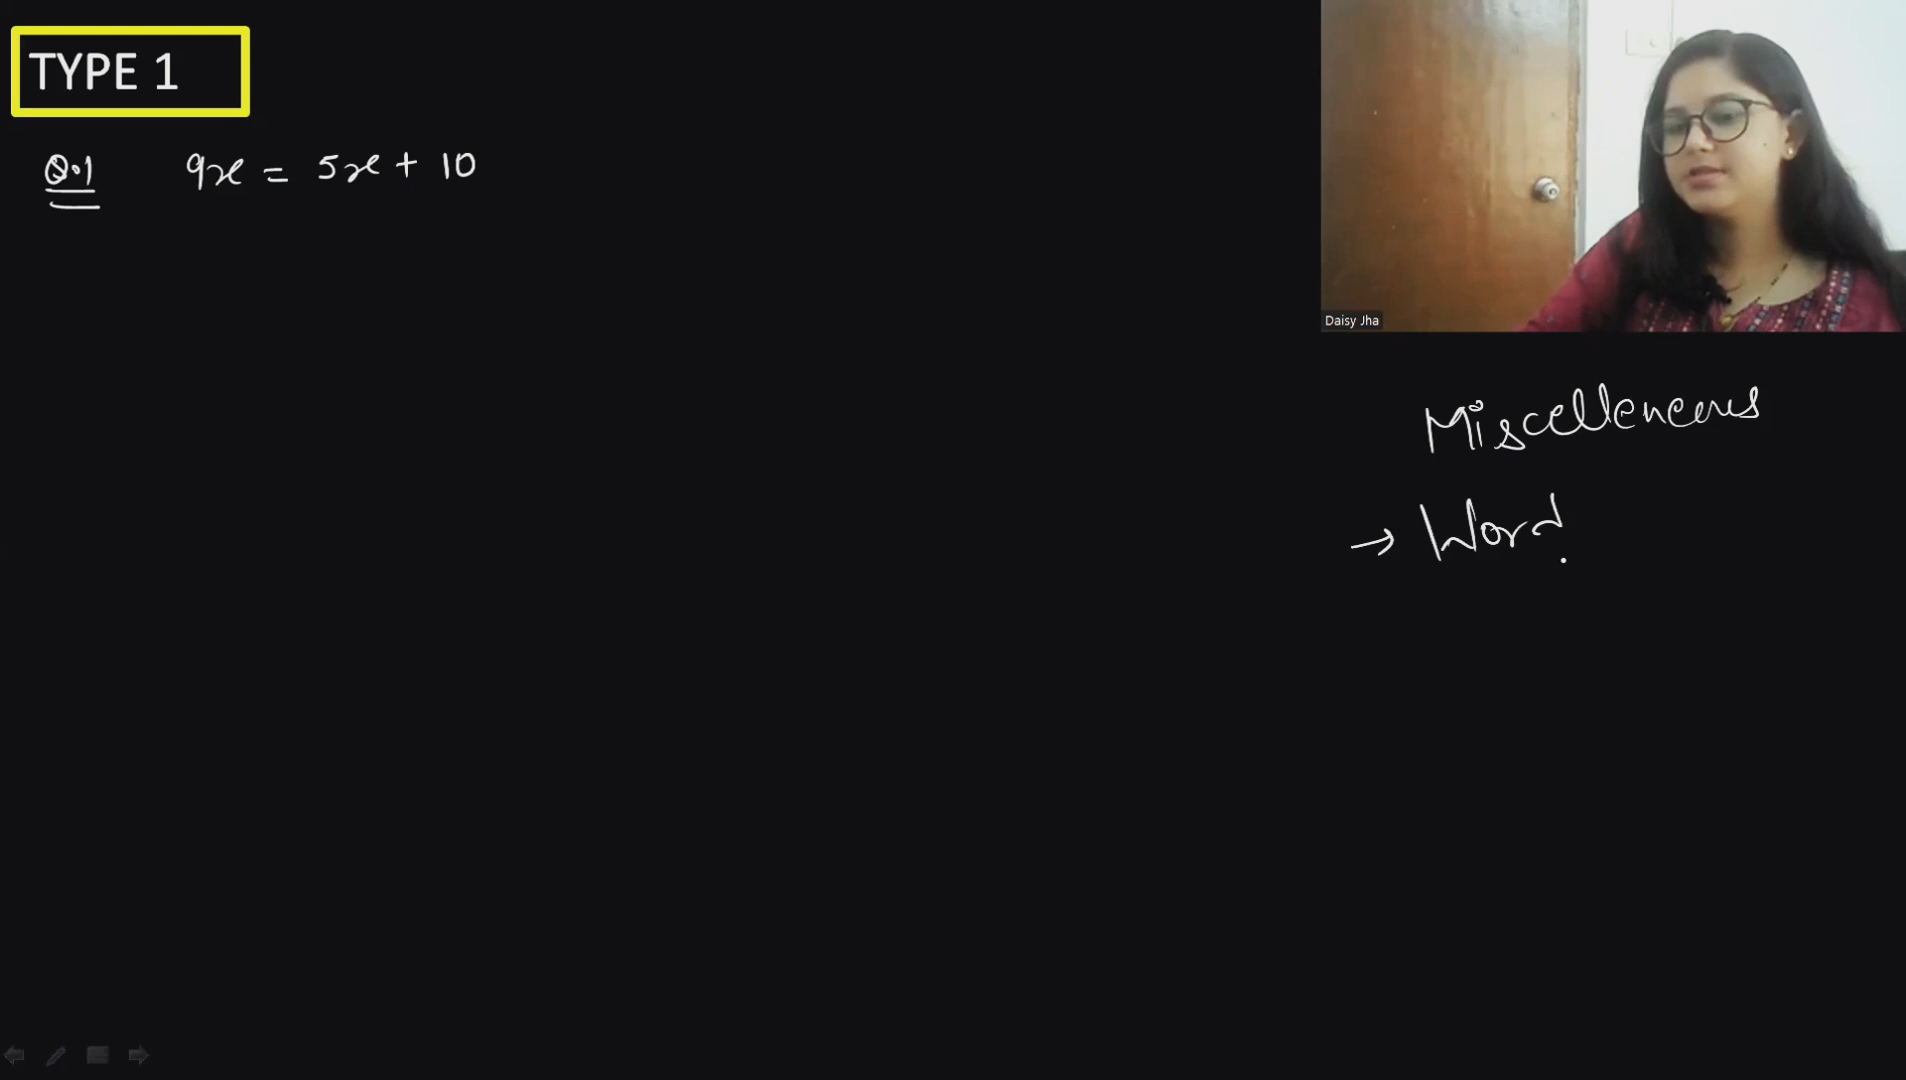 TYPE 1
Q.1 9x = 5x + 10
Daisy Jha
Miscelleneous
→ Word